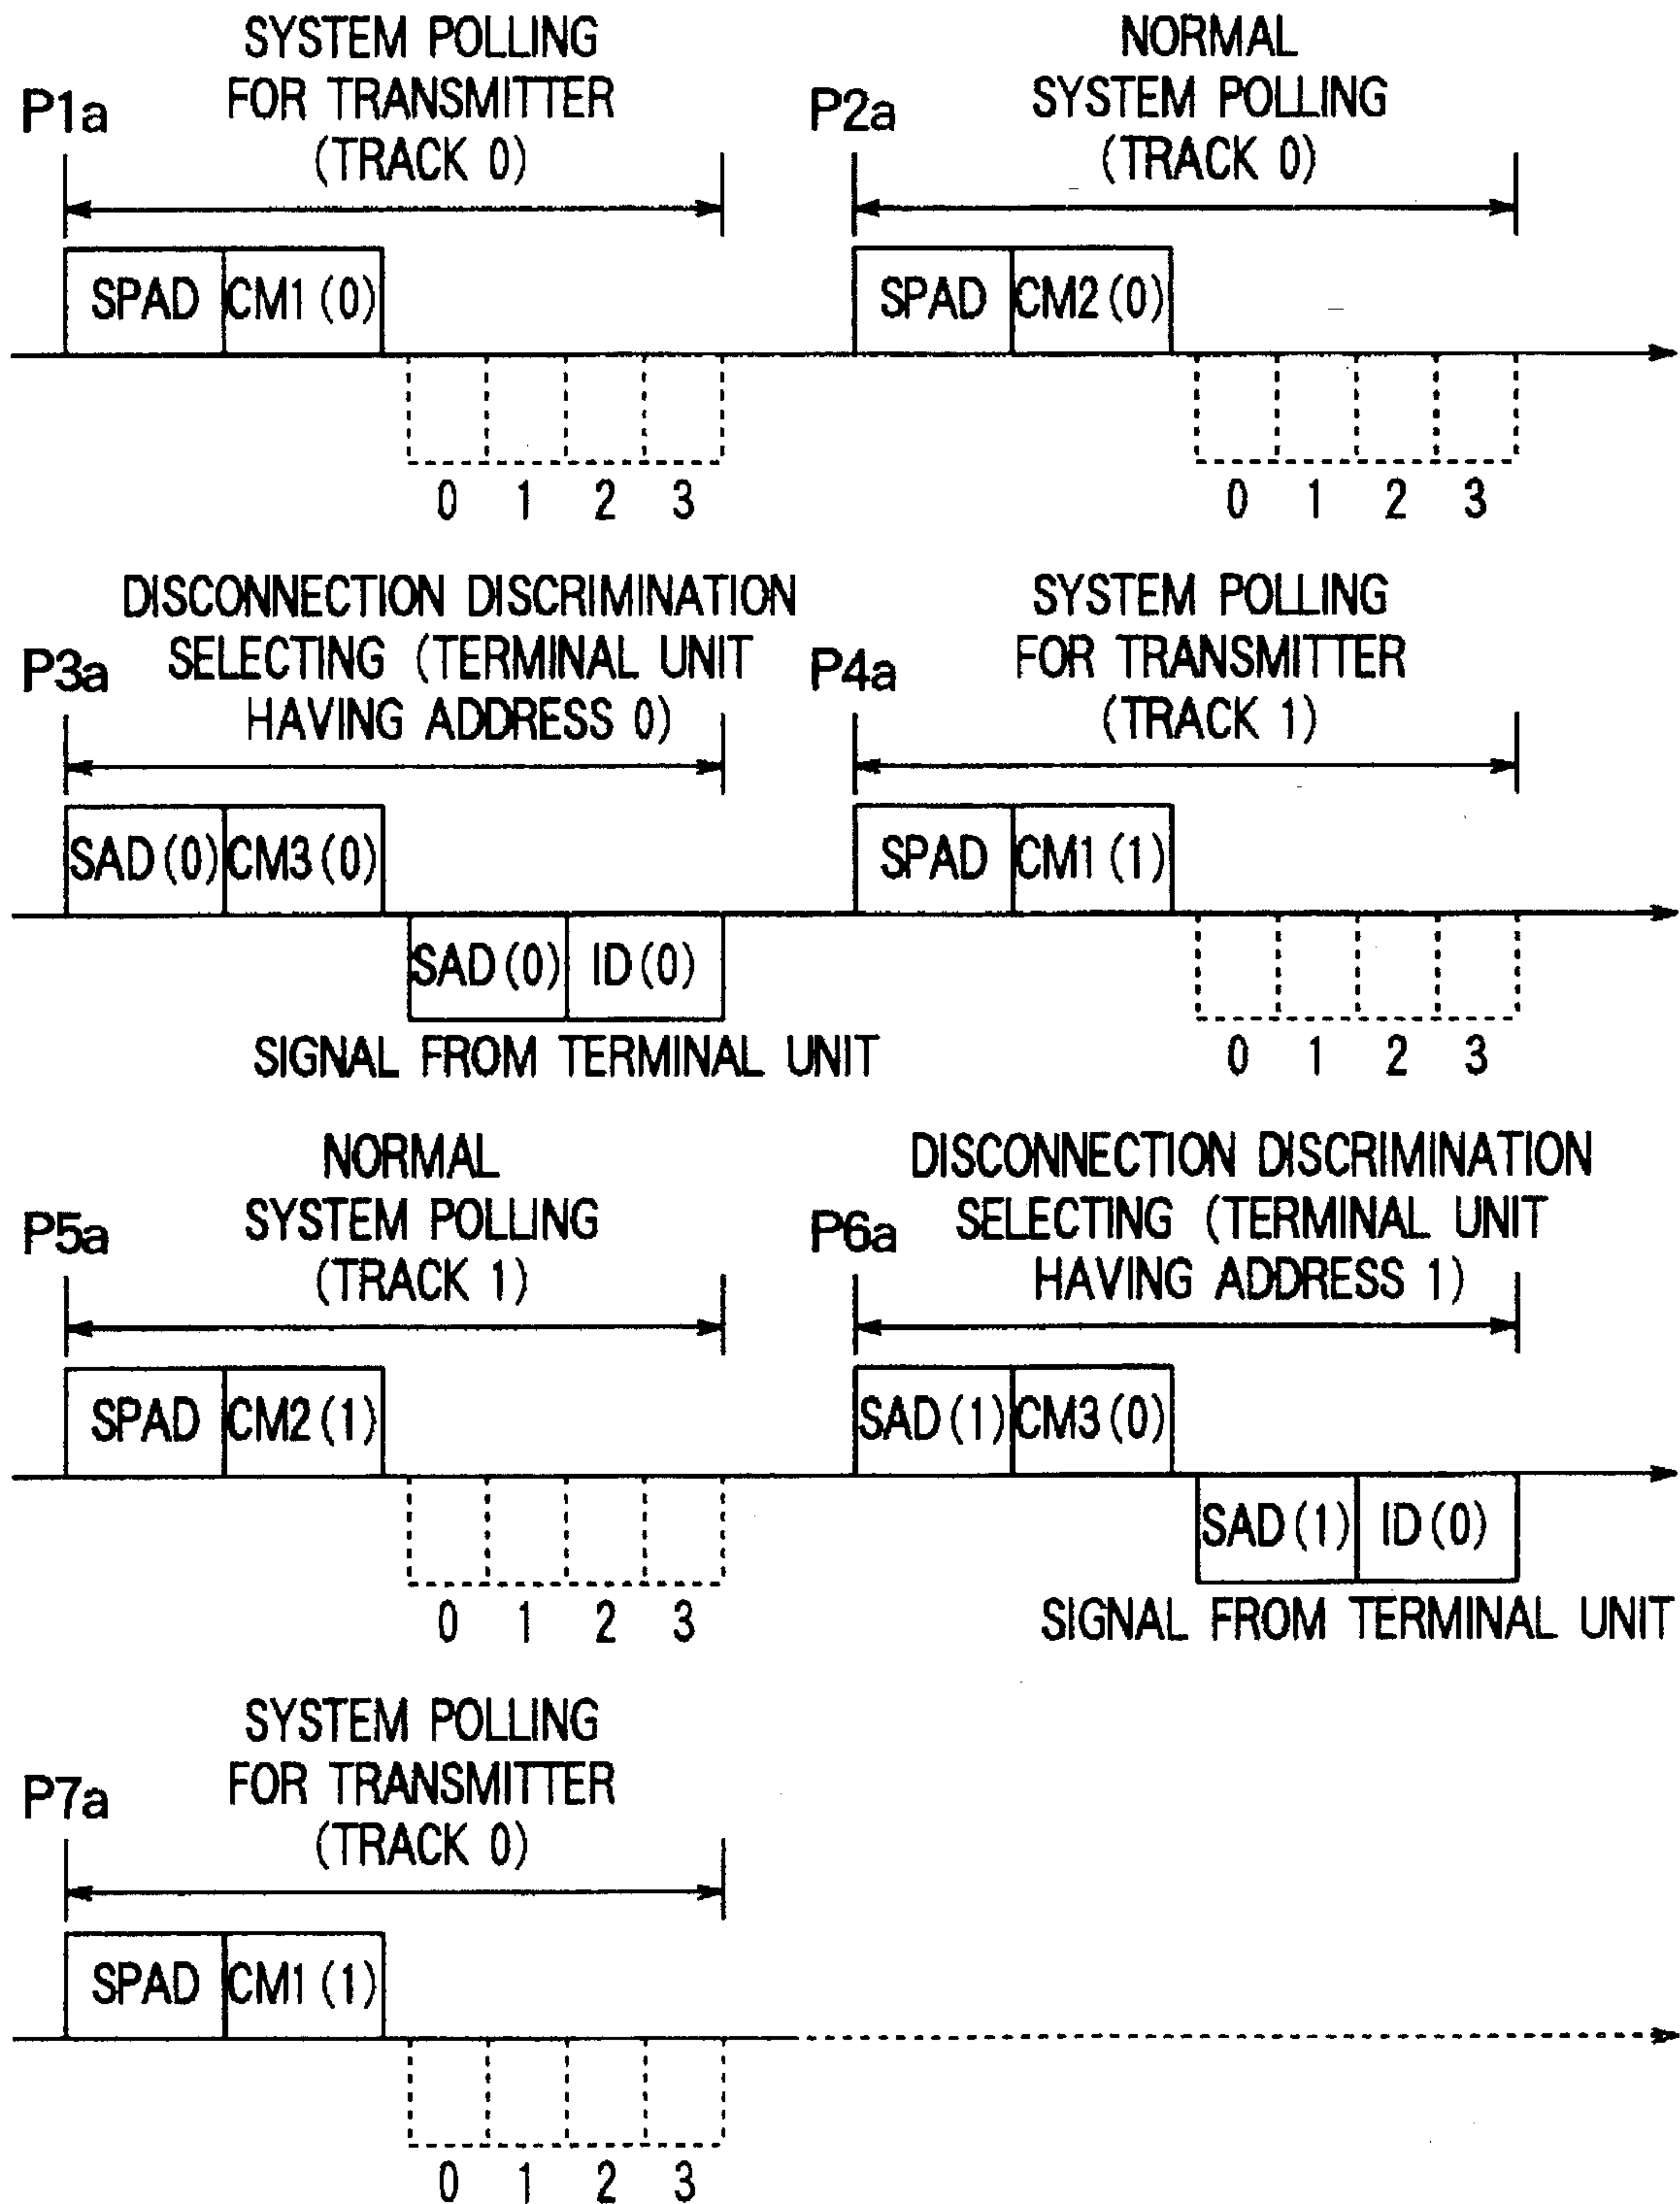 SYSTEM POLLING
FOR TRANSMITTER
(TRACK 0)
P1a
SPAD CM1(0)
0 1 2 3
NORMAL
SYSTEM POLLING
(TRACK 0)
P2a
SPAD CM2(0)
0 1 2 3
DISCONNECTION DISCRIMINATION
SELECTING (TERMINAL UNIT
HAVING ADDRESS 0)
P3a
SAD(0) CM3(0)
SAD(0) ID(0)
SIGNAL FROM TERMINAL UNIT
SYSTEM POLLING
FOR TRANSMITTER
(TRACK 1)
P4a
SPAD CM1(1)
0 1 2 3
NORMAL
SYSTEM POLLING
(TRACK 1)
P5a
SPAD CM2(1)
0 1 2 3
DISCONNECTION DISCRIMINATION
SELECTING (TERMINAL UNIT
HAVING ADDRESS 1)
P6a
SAD(1) CM3(0)
SAD(1) ID(0)
SIGNAL FROM TERMINAL UNIT
SYSTEM POLLING
FOR TRANSMITTER
(TRACK 0)
P7a
SPAD CM1(1)
0 1 2 3